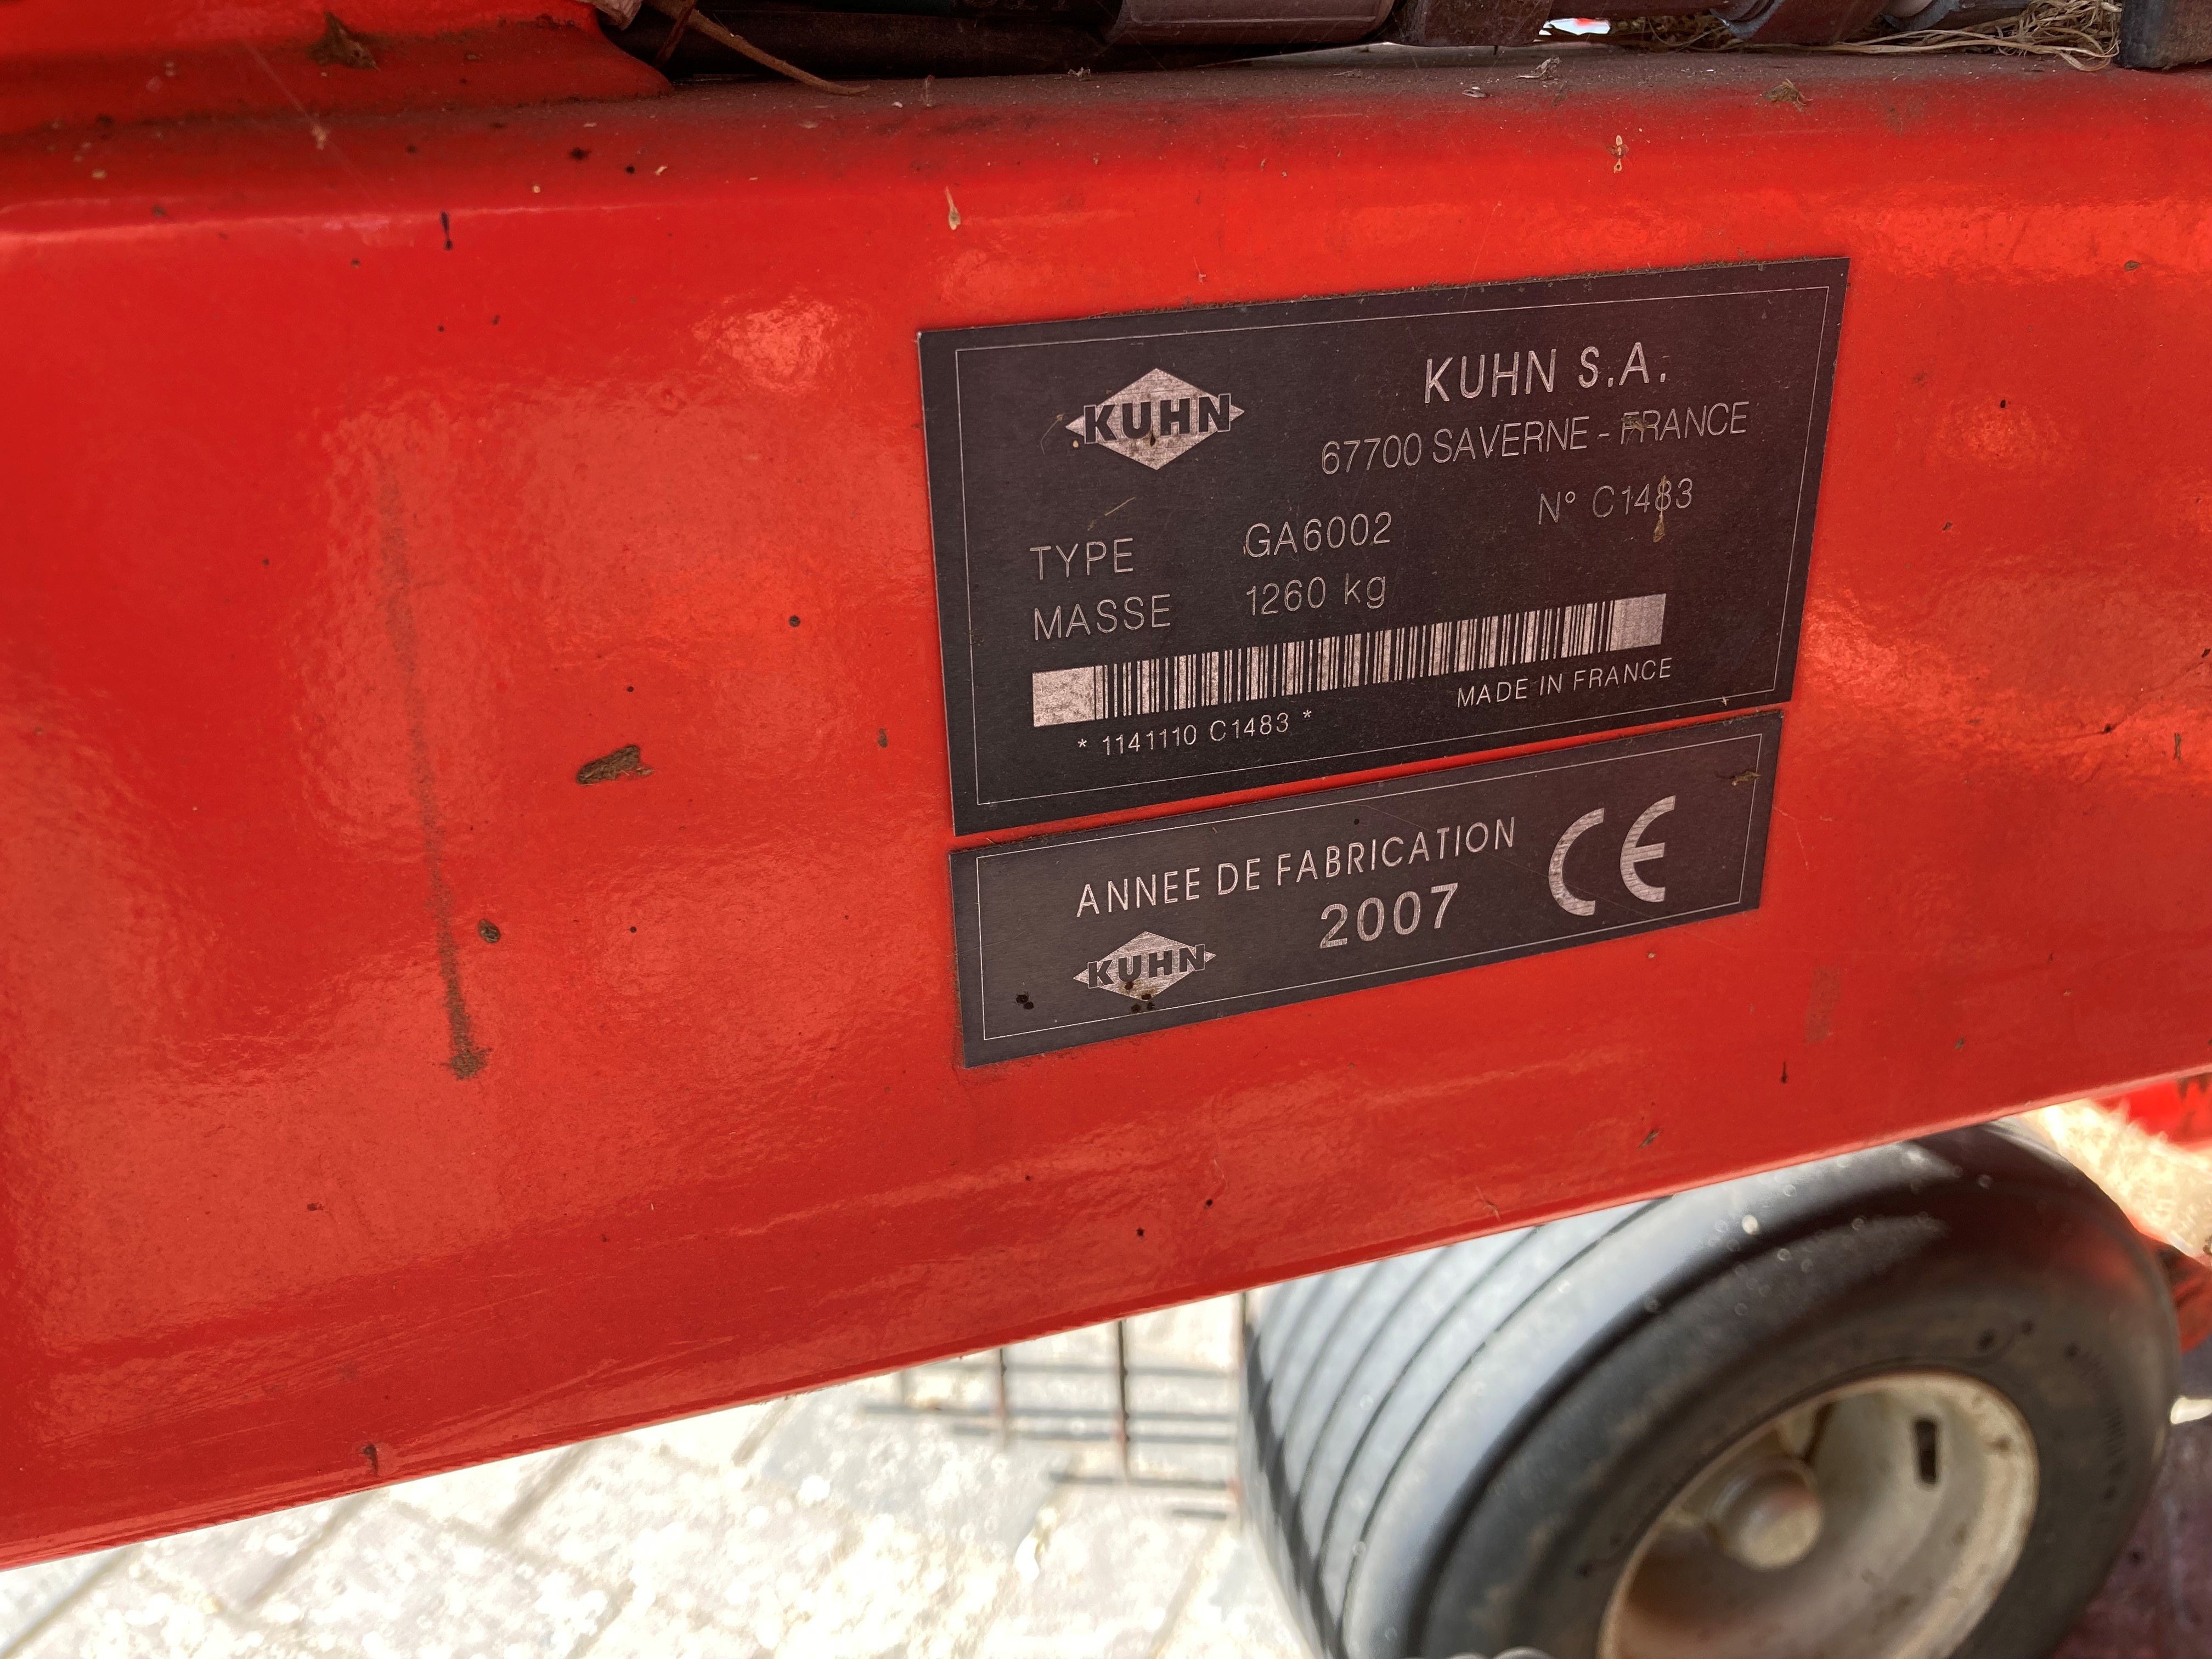 KUHN
KUHN S.A.
67700 SAVERNE - FRANCE
N° C1483
TYPE GA6002
MASSE 1260 kg
* 1141110 C1483 *
MADE IN FRANCE
ANNEE DE FABRICATION
2007
CE
KUHN